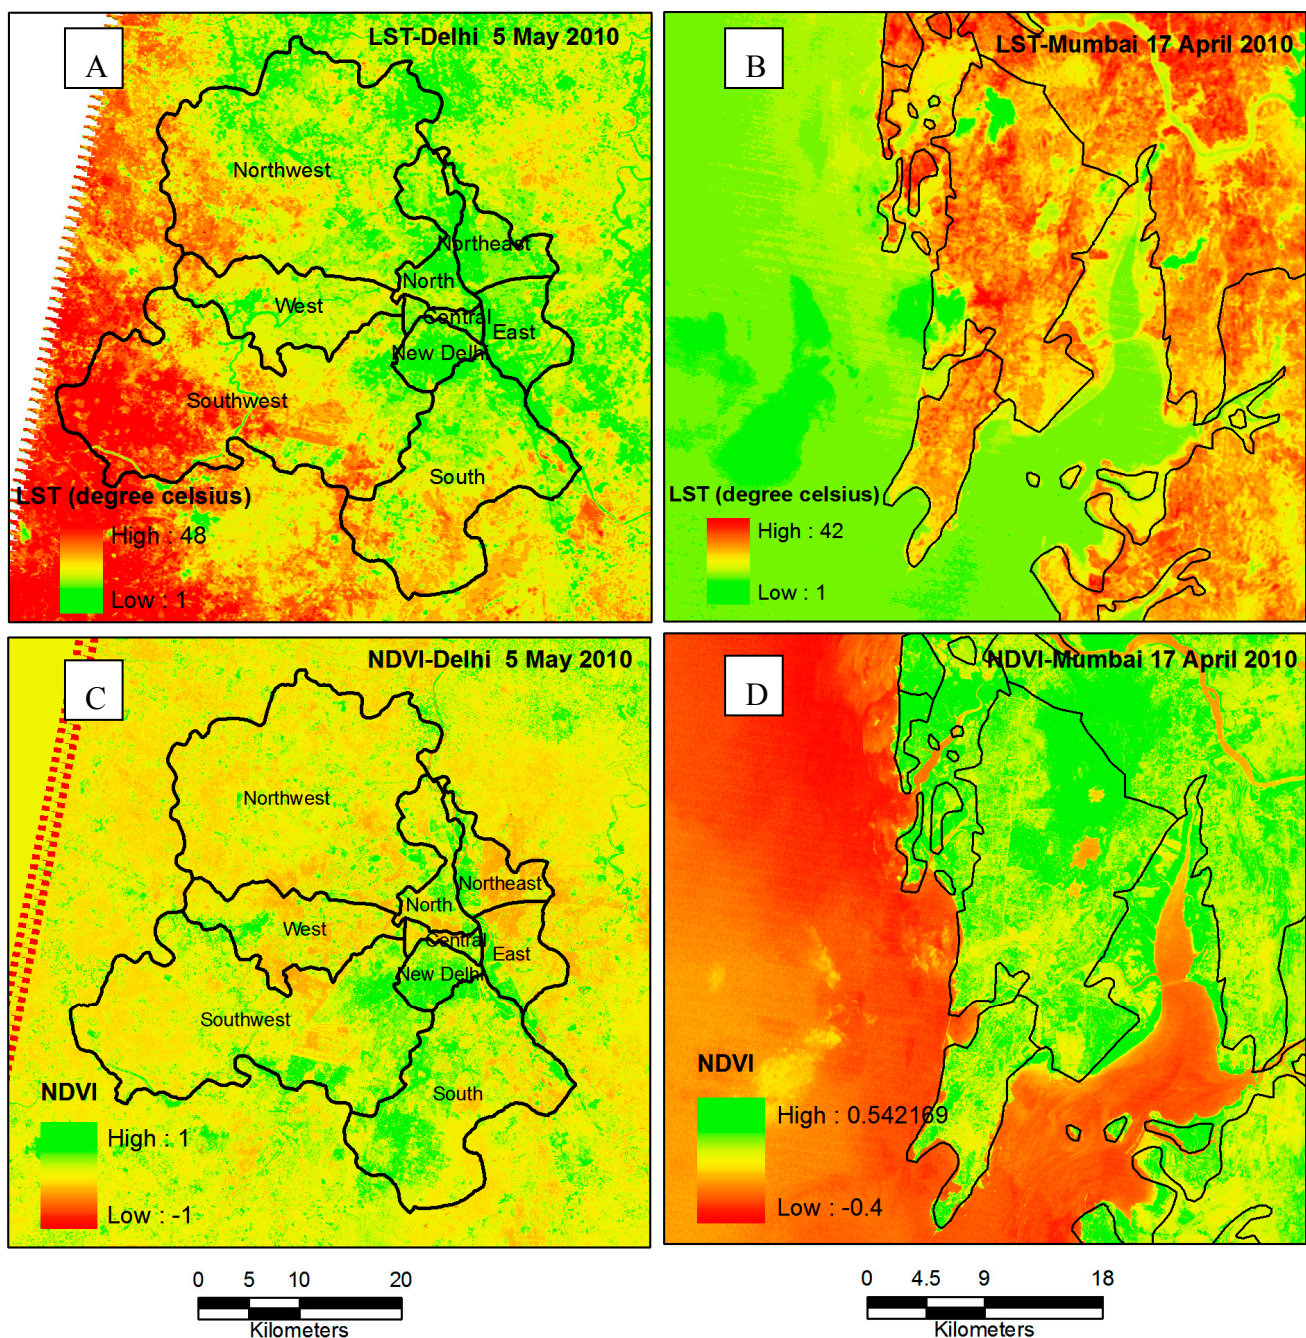 A
LST-Delhi 5 May 2010
Northwest
Northeast
North
West
Central
East
New Delhi
Southwest
South
LST (degree celsius)
High : 48
Low : 1
B
LST-Mumbai 17 April 2010
LST (degree celsius)
High : 42
Low : 1
C
NDVI-Delhi 5 May 2010
Northwest
Northeast
North
West
Central
East
New Delhi
Southwest
South
NDVI
High : 1
Low : -1
D
NDVI-Mumbai 17 April 2010
NDVI
High : 0.542169
Low : -0.4
0 5 10 20
Kilometers
0 4.5 9 18
Kilometers